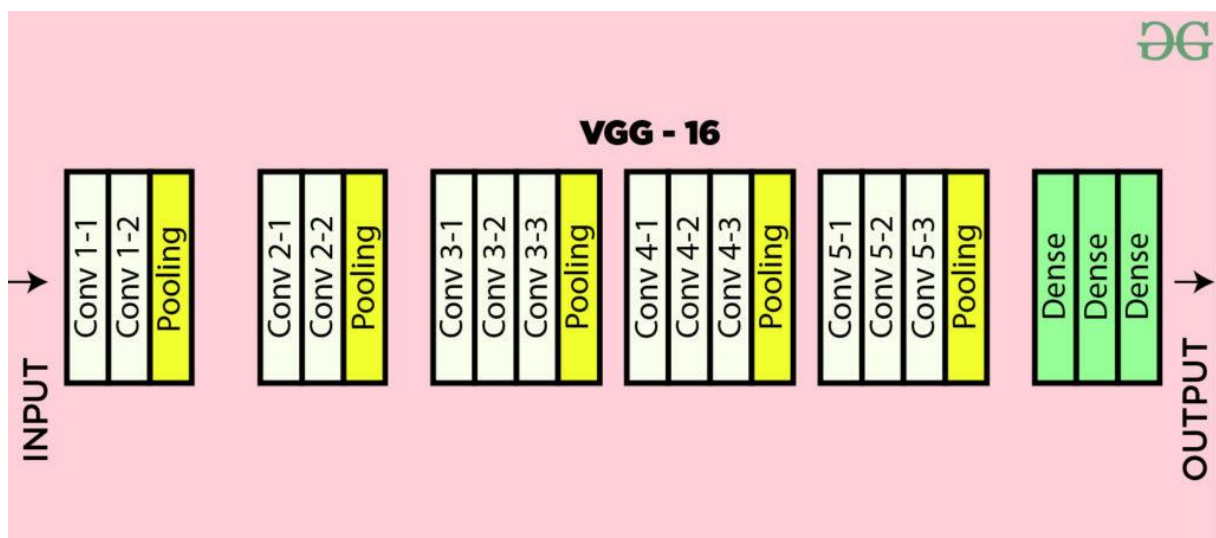 VGG - 16
INPUT
Conv 1-1
Conv 1-2
Pooling
Conv 2-1
Conv 2-2
Pooling
Conv 3-1
Conv 3-2
Conv 3-3
Pooling
Conv 4-1
Conv 4-2
Conv 4-3
Pooling
Conv 5-1
Conv 5-2
Conv 5-3
Pooling
Dense
Dense
Dense
OUTPUT